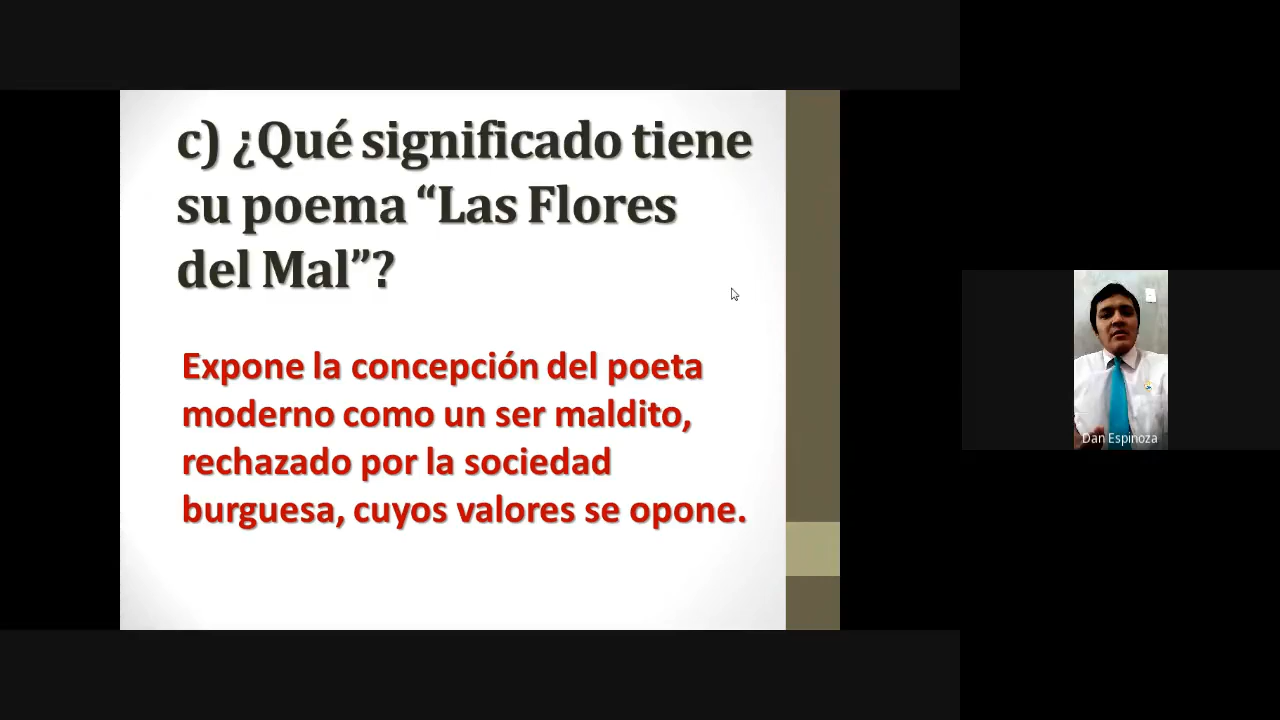 c) ¿Qué significado tiene
su poema “Las Flores
del Mal”?
Expone la concepción del poeta
moderno como un ser maldito,
rechazado por la sociedad
burguesa, cuyos valores se opone.
Dan Espinoza